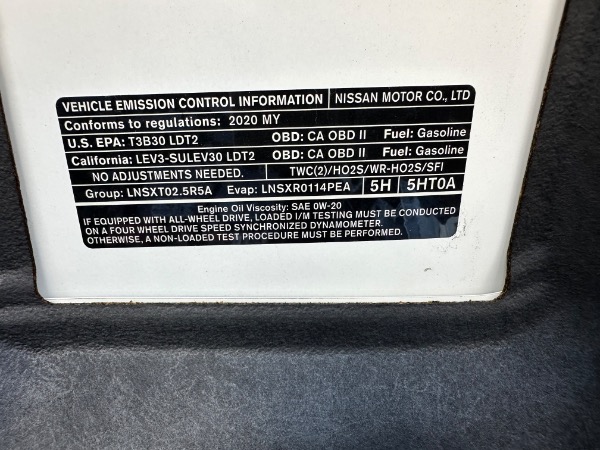 VEHICLE EMISSION CONTROL INFORMATION NISSAN MOTOR CO., LTD
Conforms to regulations: 2020 MY
U.S. EPA: T3B30 LDT2 OBD: CA OBD II Fuel: Gasoline
California: LEV3-SULEV30 LDT2 OBD: CA OBD II Fuel: Gasoline
NO ADJUSTMENTS NEEDED. TWC(2)/HO2S/WR-HO2S/SFI
Group: LNSXT02.5R5A Evap: LNSXR0114PEA 5H 5HT0A
Engine Oil Viscosity: SAE 0W-20
IF EQUIPPED WITH ALL-WHEEL DRIVE, LOADED I/M TESTING MUST BE CONDUCTED
ON A FOUR WHEEL DRIVE SPEED SYNCHRONIZED DYNAMOMETER.
OTHERWISE, A NON-LOADED TEST PROCEDURE MUST BE PERFORMED.